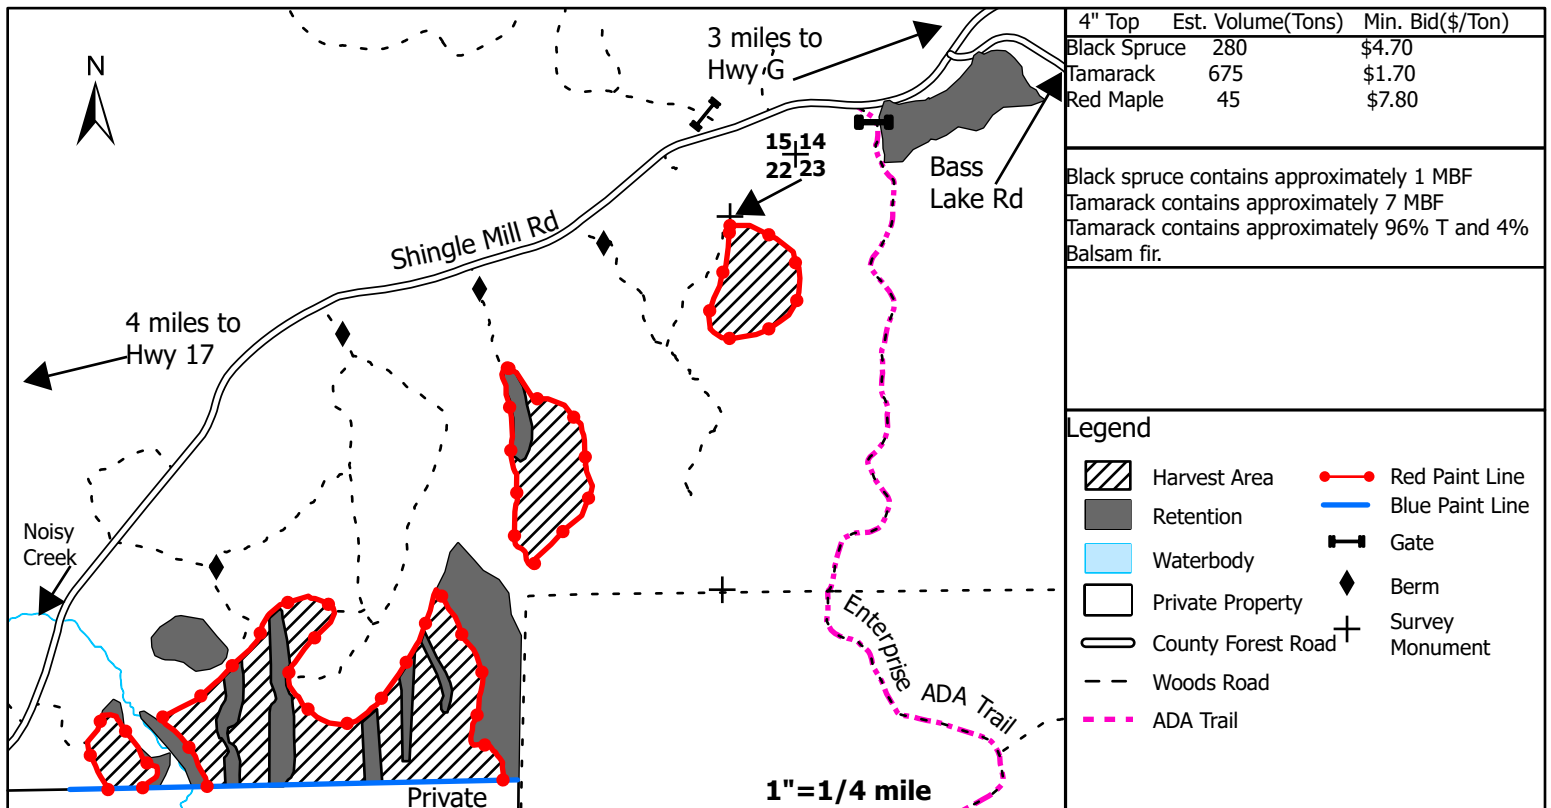 3 miles to
Hwy G
N
15 14
22 23
Bass
Lake Rd
Shingle Mill Rd
4 miles to
Hwy 17
Noisy
Creek
Enterprise ADA Trail
1"=1/4 mile
Private
4" Top Est. Volume(Tons) Min. Bid($/Ton)
Black Spruce 280 $4.70
Tamarack 675 $1.70
Red Maple 45 $7.80
Black spruce contains approximately 1 MBF
Tamarack contains approximately 7 MBF
Tamarack contains approximately 96% T and 4%
Balsam fir.
Legend
Harvest Area
Retention
Waterbody
Private Property
County Forest Road
Woods Road
ADA Trail
Red Paint Line
Blue Paint Line
Gate
Berm
Survey
Monument